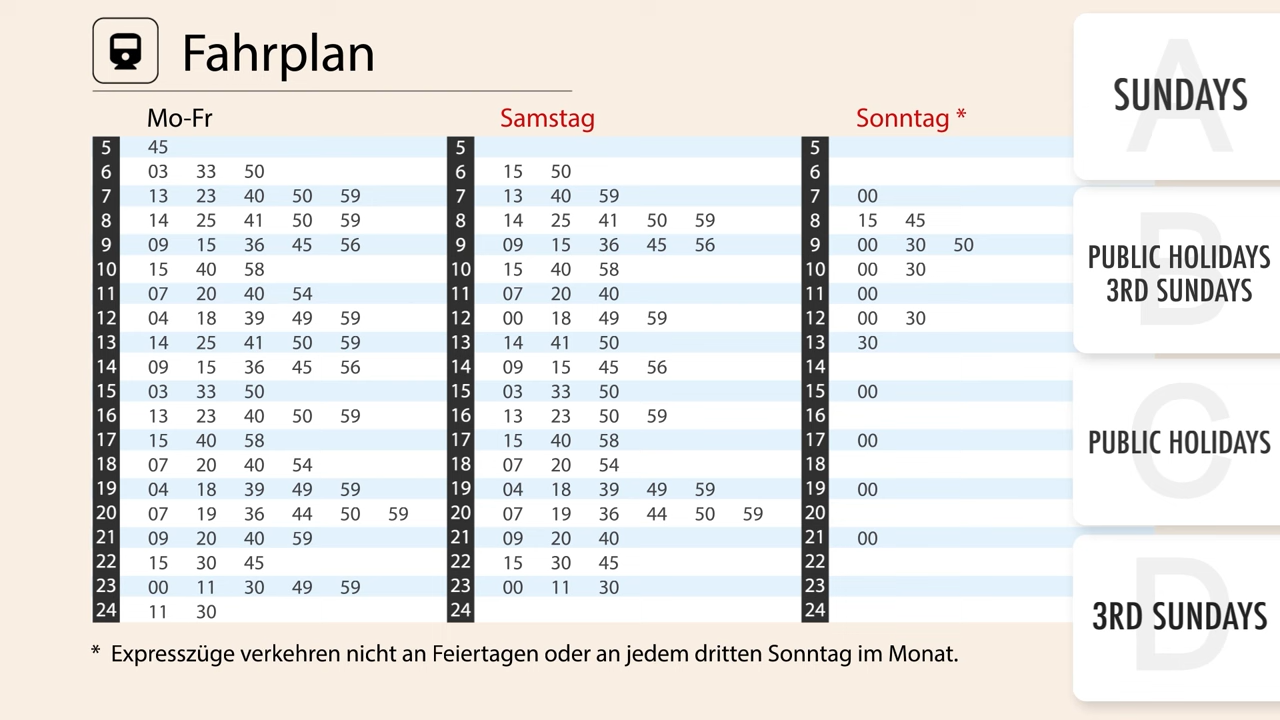 Fahrplan
Mo-Fr
5 45
6 03 33 50
7 13 23 40 50 59
8 14 25 41 50 59
9 09 15 36 45 56
10 15 40 58
11 07 20 40 54
12 04 18 39 49 59
13 14 25 41 50 59
14 09 15 36 45 56
15 03 33 50
16 13 23 40 50 59
17 15 40 58
18 07 20 40 54
19 04 18 39 49 59
20 07 19 36 44 50 59
21 09 20 40 59
22 15 30 45
23 00 11 30 49 59
24 11 30
Samstag
5
6 15 50
7 13 40 59
8 14 25 41 50 59
9 09 15 36 45 56
10 15 40 58
11 07 20 40
12 00 18 49 59
13 14 41 50
14 09 15 45 56
15 03 33 50
16 13 23 50 59
17 15 40 58
18 07 20 54
19 04 18 39 49 59
20 07 19 36 44 50 59
21 09 20 40
22 15 30 45
23 00 11 30
24
Sonntag *
5
6
7 00
8 15 45
9 00 30 50
10 00 30
11 00
12 00 30
13 30
14
15 00
16
17 00
18
19 00
20
21 00
22
23
24
* Expresszüge verkehren nicht an Feiertagen oder an jedem dritten Sonntag im Monat.
A
SUNDAYS
B
PUBLIC HOLIDAYS
3RD SUNDAYS
C
PUBLIC HOLIDAYS
D
3RD SUNDAYS